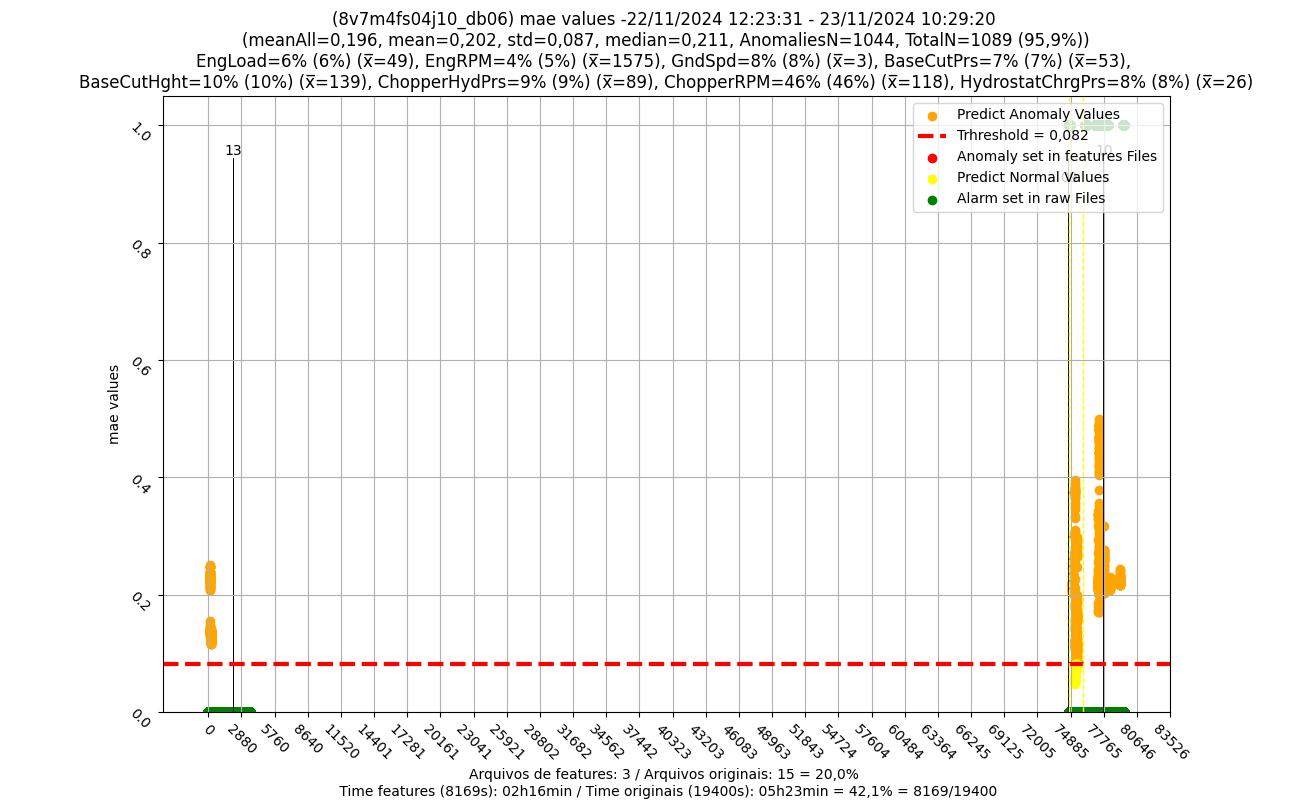 (8v7m4fs04j10_db06) mae values -22/11/2024 12:23:31 - 23/11/2024 10:29:20
(meanAll=0,196, mean=0,202, std=0,087, median=0,211, AnomaliesN=1044, TotalN=1089 (95,9%))
EngLoad=6% (6%) (x̅=49), EngRPM=4% (5%) (x̅=1575), GndSpd=8% (8%) (x̅=3), BaseCutPrs=7% (7%) (x̅=53),
BaseCutHght=10% (10%) (x̅=139), ChopperHydPrs=9% (9%) (x̅=89), ChopperRPM=46% (46%) (x̅=118), HydrostatChrgPrs=8% (8%) (x̅=26)
Predict Anomaly Values
Trhreshold = 0,082
Anomaly set in features Files
Predict Normal Values
Alarm set in raw Files
13
10
mae values
1.0
0.8
0.6
0.4
0.2
0.0
0 2880 5760 8640 11520 14401 17281 20161 23041 25921 28802 31682 34562 37442 40323 43203 46083 48963 51843 54724 57604 60484 63364 66245 69125 72005 74885 77765 80646 83526
Arquivos de features: 3 / Arquivos originais: 15 = 20,0%
Time features (8169s): 02h16min / Time originais (19400s): 05h23min = 42,1% = 8169/19400